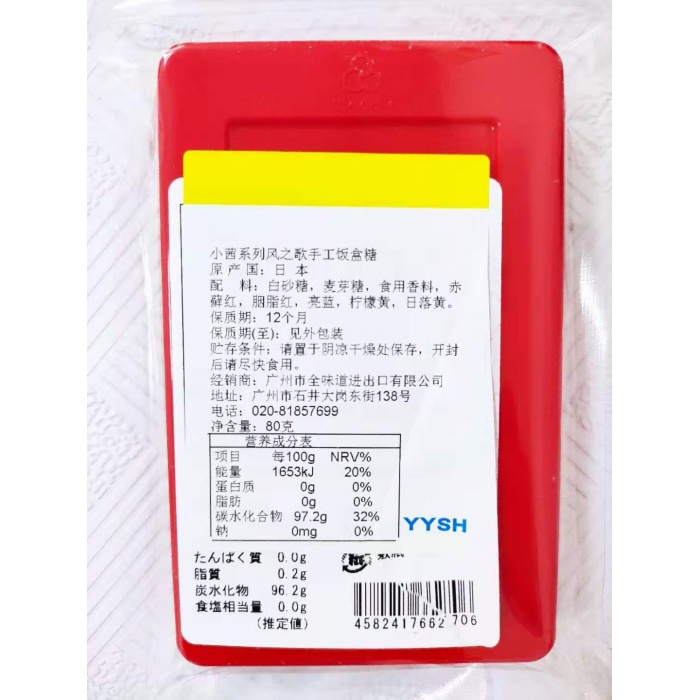 小茜系列风之歌手工饭盒糖
原 产 国：日 本
配 料：白砂糖，麦芽糖，食用香料，赤
藓红，胭脂红，亮蓝，柠檬黄，日落黄。
保质期：12个月
保质期(至)：见外包装
贮存条件：请置于阴凉干燥处保存，开封
后请尽快食用。
经销商：广州市全味道进出口有限公司
地址：广州市石井大岗东街138号
电话：020-81857699
净含量：80克
营养成分表
项目 每100g NRV%
能量 1653kJ 20%
蛋白质 0g 0%
脂肪 0g 0%
碳水化合物 97.2g 32%
钠 0mg 0%
YYSH
たんぱく質 0.0g
脂質 0.2g
炭水化物 96.2g
食塩相当量 0.0g
(推定値)
4582417662706